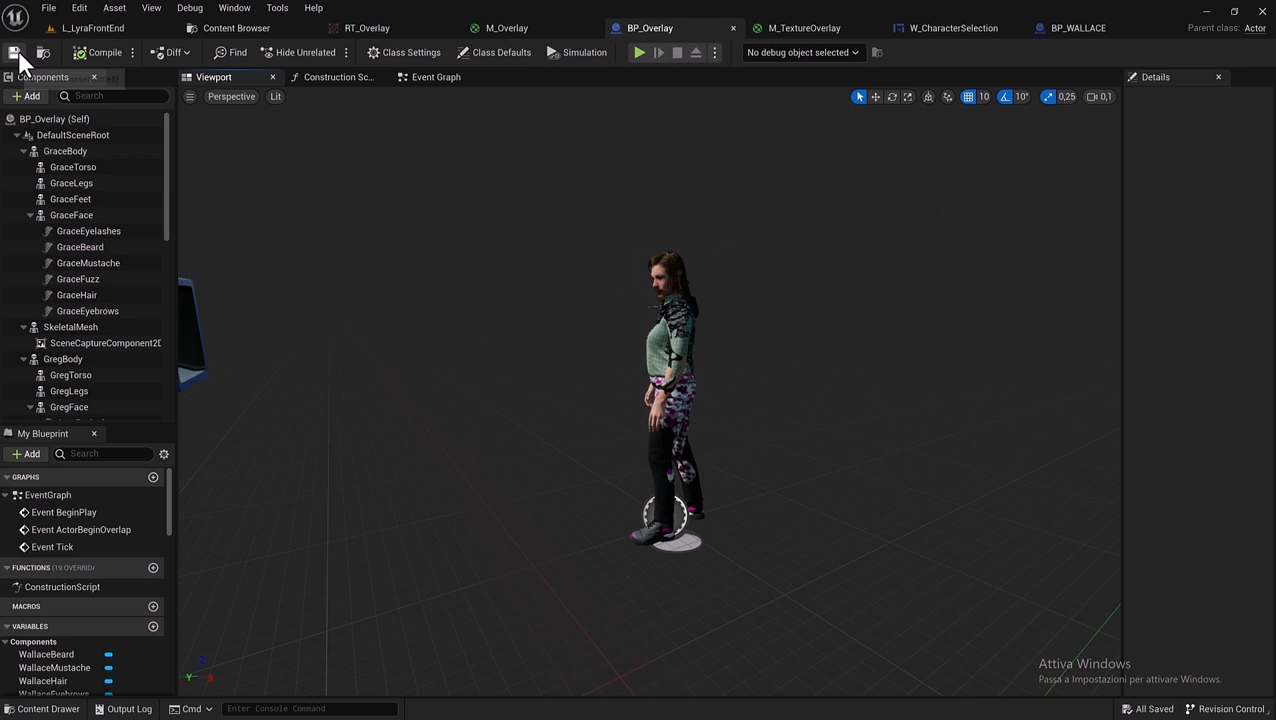 File Edit Asset View Debug Window Tools Help
L_LyraFrontEnd Content Browser RT_Overlay M_Overlay BP_Overlay M_TextureOverlay W_CharacterSelection BP_WALLACE Parent class: Actor
Compile Diff Find Hide Unrelated Class Settings Class Defaults Simulation No debug object selected
Components Viewport Construction Sc... Event Graph Details
Add Search Perspective Lit 10 10° 0,25 0,1
BP_Overlay (Self)
DefaultSceneRoot
GraceBody
GraceTorso
GraceLegs
GraceFeet
GraceFace
GraceEyelashes
GraceBeard
GraceMustache
GraceFuzz
GraceHair
GraceEyebrows
SkeletalMesh
SceneCaptureComponent2D
GregBody
GregTorso
GregLegs
GregFace
My Blueprint
Add Search
GRAPHS
EventGraph
Event BeginPlay
Event ActorBeginOverlap
Event Tick
FUNCTIONS (19 OVERRIDA
ConstructionScript
MACROS
VARIABLES
Components
WallaceBeard
WallaceMustache
WallaceHair
WallaceEyebrows
Z
Y X
Attiva Windows
Passa a Impostazioni per attivare Windows.
Content Drawer Output Log Cmd Enter Console Command All Saved Revision Control